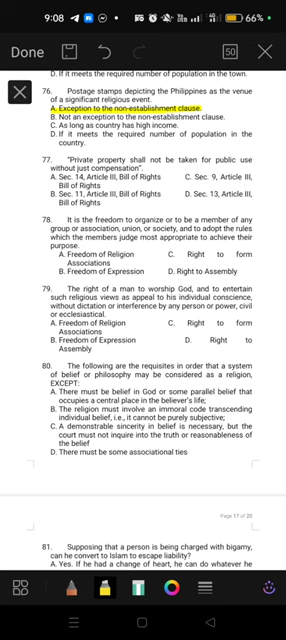 9:08
66%
Done
50
D. If it meets the required number of population in the town.
76. Postage stamps depicting the Philippines as the venue
of a significant religious event.
A. Exception to the non-establishment clause.
B. Not an exception to the non-establishment clause.
C. As long as country has high income.
D. If it meets the required number of population in the
country.
77. "Private property shall not be taken for public use
without just compensation".
A. Sec. 14, Article III, Bill of Rights C. Sec. 9, Article III,
Bill of Rights
B. Sec. 11, Article III, Bill of Rights D. Sec. 13, Article III,
Bill of Rights
78. It is the freedom to organize or to be a member of any
group or association, union, or society, and to adopt the rules
which the members judge most appropriate to achieve their
purpose.
A. Freedom of Religion C. Right to form
Associations
B. Freedom of Expression D. Right to Assembly
79. The right of a man to worship God, and to entertain
such religious views as appeal to his individual conscience,
without dictation or interference by any person or power, civil
or ecclesiastical.
A. Freedom of Religion C. Right to form
Associations
B. Freedom of Expression D. Right to
Assembly
80. The following are the requisites in order that a system
of belief or philosophy may be considered as a religion,
EXCEPT:
A. There must be belief in God or some parallel belief that
occupies a central place in the believer's life;
B. The religion must involve an immoral code transcending
individual belief, i.e., it cannot be purely subjective;
C. A demonstrable sincerity in belief is necessary, but the
court must not inquire into the truth or reasonableness of
the belief
D. There must be some associational ties
Page 17 of 20
81. Supposing that a person is being charged with bigamy,
can he convert to Islam to escape liability?
A. Yes. If he had a change of heart, he can do whatever he